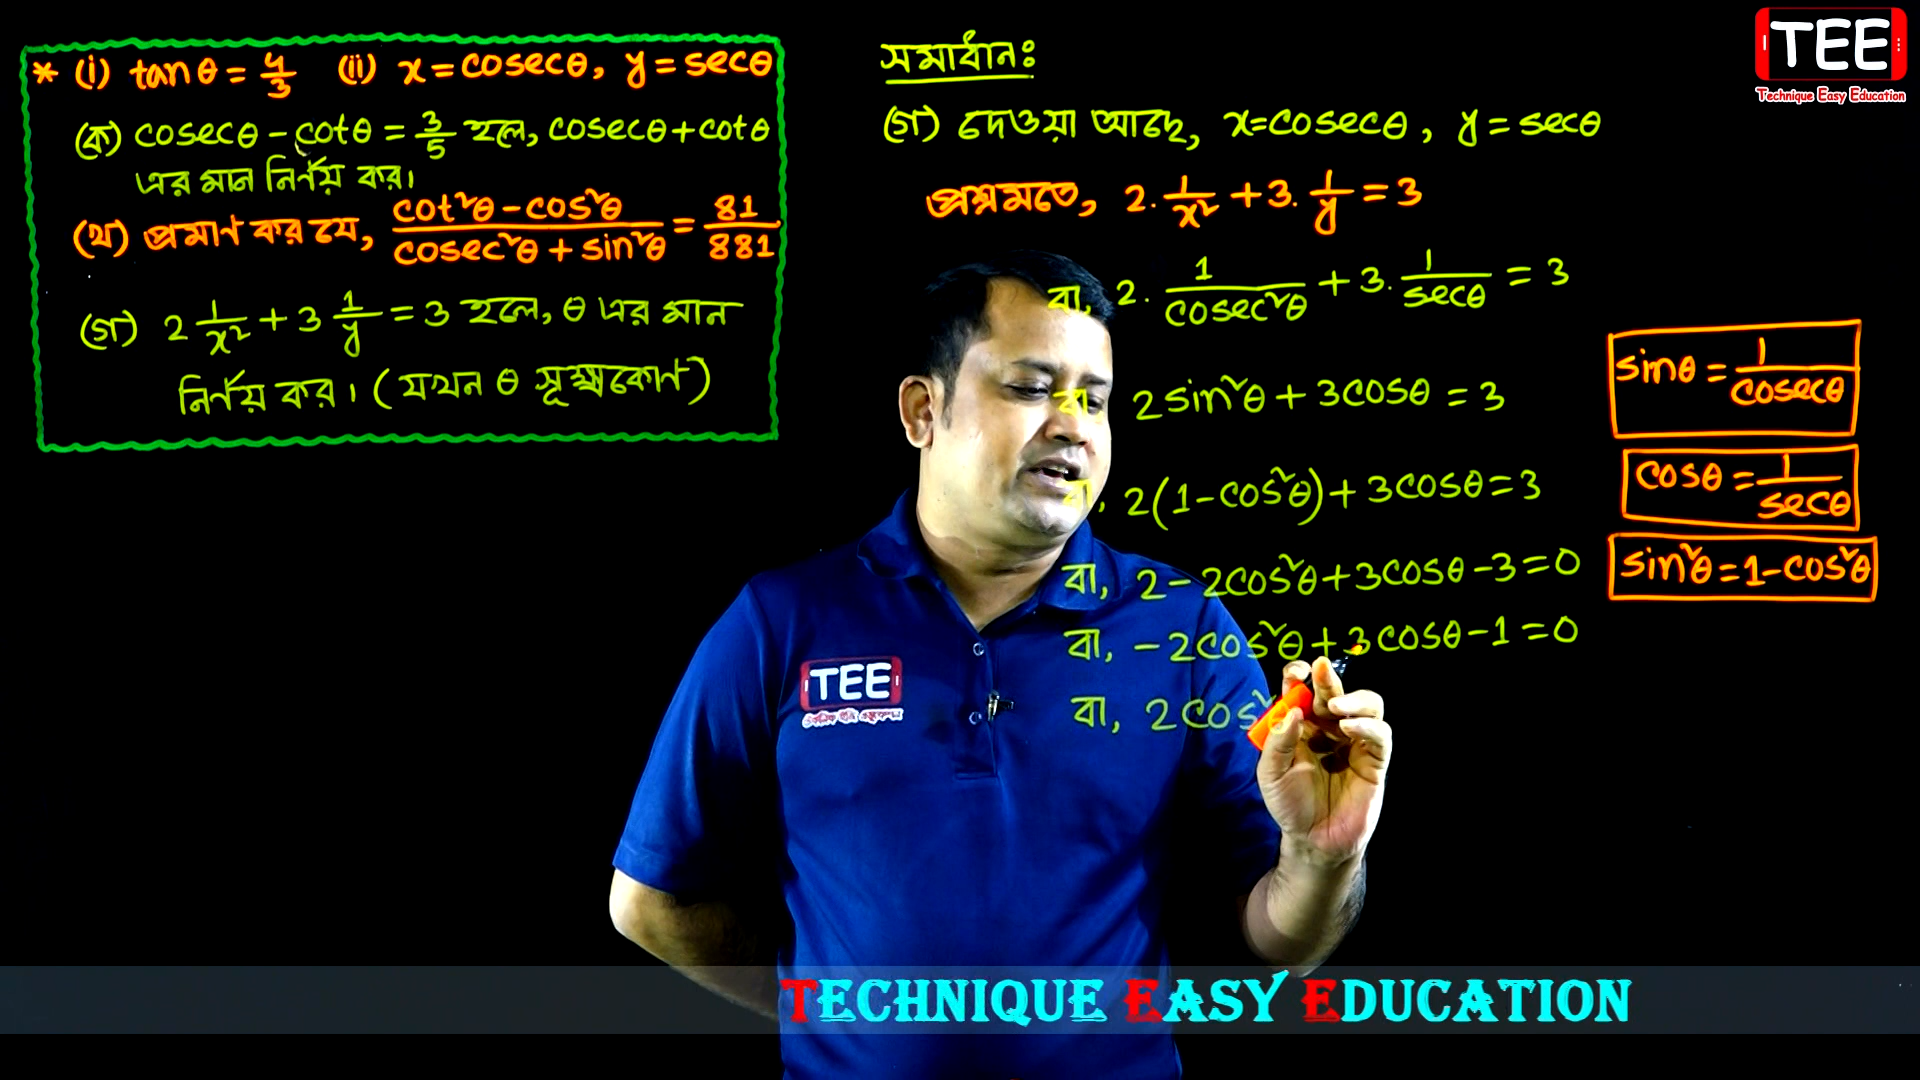 * (i) tanθ = 4/3 (ii) x = cosecθ, y = secθ
(ক) cosecθ - cotθ = 3/5 হলে, cosecθ + cotθ
এর মান নির্ণয় কর।
(খ) প্রমাণ কর যে, (cot²θ - cos²θ)/(cosec²θ + sin²θ) = 81/881
(গ) 2 1/x² + 3 1/y = 3 হলে, θ এর মান
নির্ণয় কর। (যখন θ সূক্ষ্মকোণ)
সমাধান:
(গ) দেওয়া আছে, x = cosecθ, y = secθ
প্রশ্নমতে, 2. 1/x² + 3. 1/y = 3
বা, 2. 1/cosec²θ + 3. 1/secθ = 3
বা, 2sin²θ + 3cosθ = 3
বা, 2(1-cos²θ) + 3cosθ = 3
বা, 2 - 2cos²θ + 3cosθ - 3 = 0
বা, -2cos²θ + 3cosθ - 1 = 0
বা, 2cos²θ
sinθ = 1/cosecθ
cosθ = 1/secθ
sin²θ = 1 - cos²θ
TEE
Technique Easy Education
TEE
TECHNIQUE EASY EDUCATION